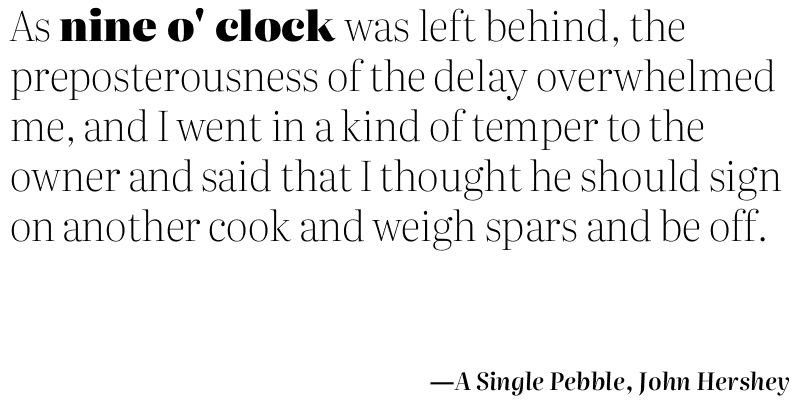 As nine o' clock was left behind, the
preposterousness of the delay overwhelmed
me, and I went in a kind of temper to the
owner and said that I thought he should sign
on another cook and weigh spars and be off.
—A Single Pebble, John Hershey